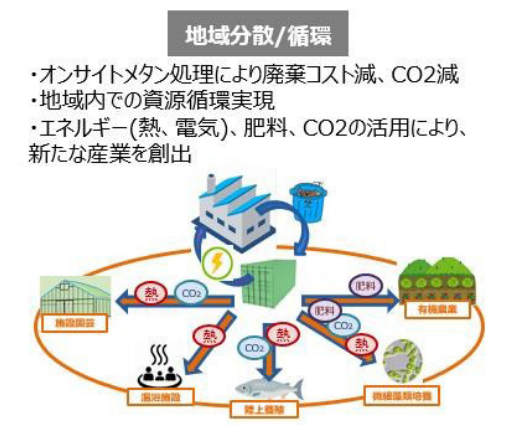 地域分散/循環
・オンサイトメタン処理により廃棄コスト減、CO2減
・地域内での資源循環実現
・エネルギー(熱、電気)、肥料、CO2の活用により、
新たな産業を創出
熱 CO2
肥料
施設園芸
有機農業
熱
CO2
熱
肥料
CO2
熱
温浴施設
陸上養殖
微細藻類培養